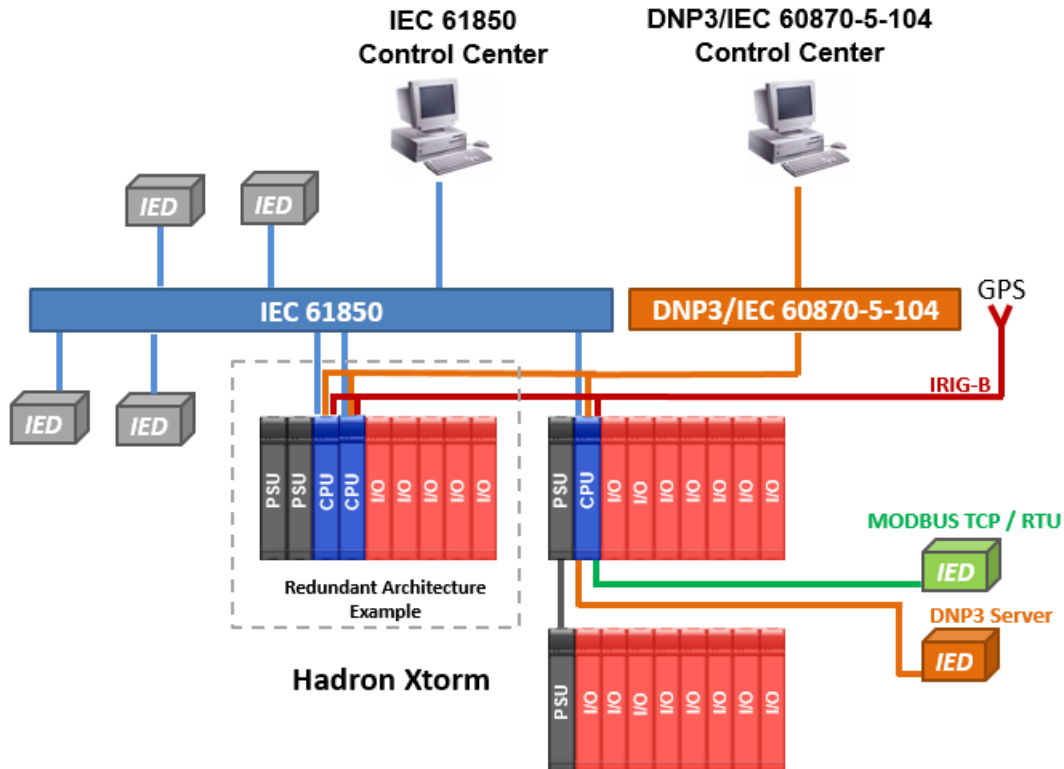 IEC 61850
Control Center
DNP3/IEC 60870-5-104
Control Center
IED
IED
IEC 61850
DNP3/IEC 60870-5-104
GPS
IED
IED
IRIG-B
PSU
PSU
CPU
CPU
I/O
I/O
I/O
I/O
I/O
PSU
CPU
I/O
I/O
I/O
I/O
I/O
I/O
I/O
Redundant Architecture
Example
MODBUS TCP / RTU
IED
DNP3 Server
IED
Hadron Xtorm
PSU
I/O
I/O
I/O
I/O
I/O
I/O
I/O
I/O